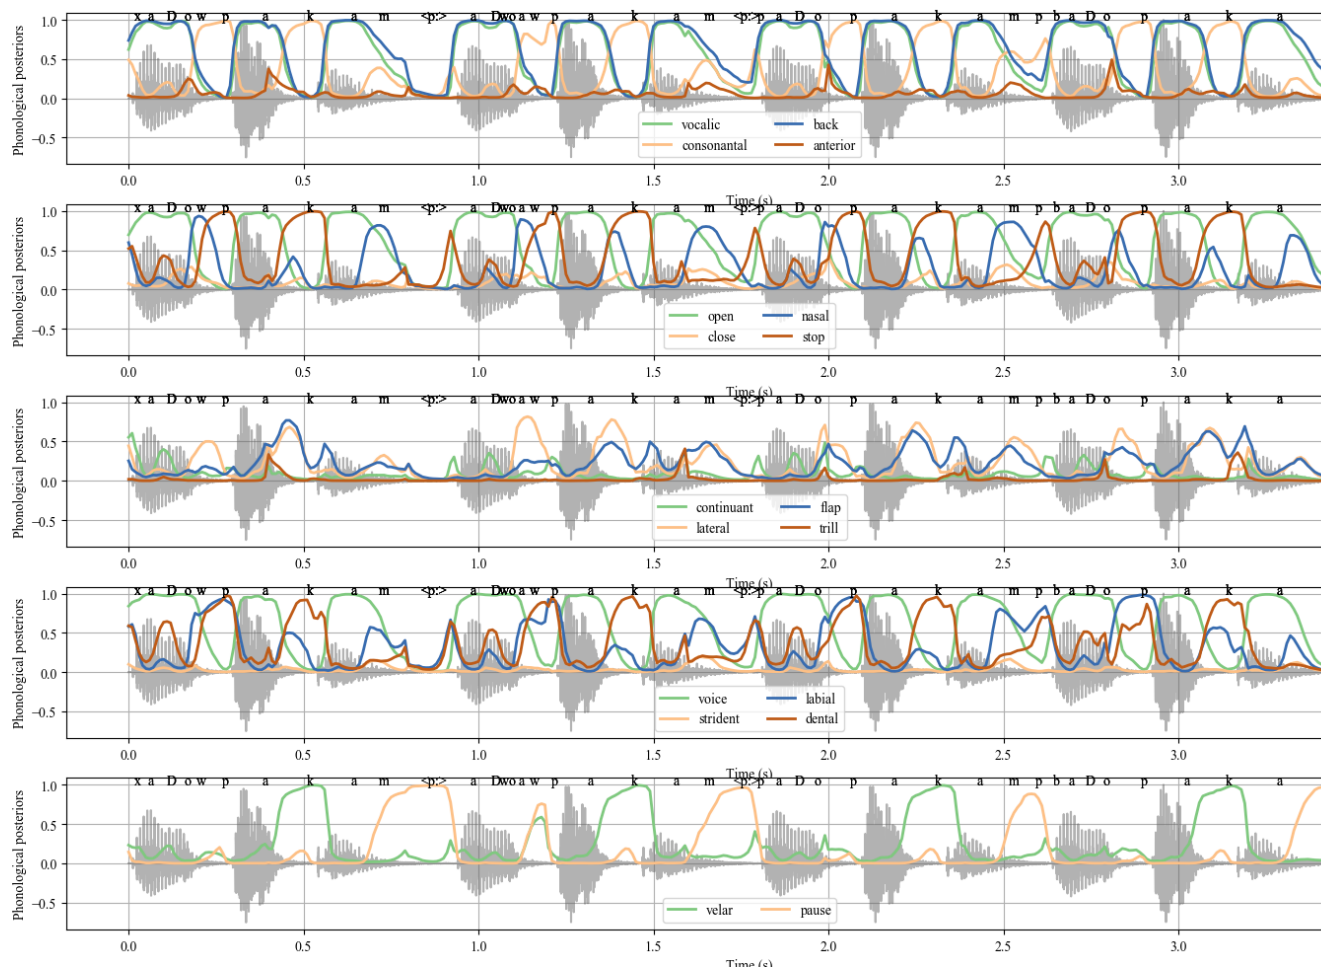 x a D o w p a k a m <p:> a Dwo a w p a k a m <p:>p a D o p a k a m p b a D o p a k a
Phonological posteriors
1.0
0.5
0.0
−0.5
vocalic back
consonantal anterior
0.0 0.5 1.0 1.5 2.0 2.5 3.0
Time (s)
x a D o w p a k a m <p:> a Dwo a w p a k a m <p:>p a D o p a k a m p b a D o p a k a
Phonological posteriors
1.0
0.5
0.0
−0.5
open nasal
close stop
0.0 0.5 1.0 1.5 2.0 2.5 3.0
Time (s)
x a D o w p a k a m <p:> a Dwo a w p a k a m <p:>p a D o p a k a m p b a D o p a k a
Phonological posteriors
1.0
0.5
0.0
−0.5
continuant flap
lateral trill
0.0 0.5 1.0 1.5 2.0 2.5 3.0
Time (s)
x a D o w p a k a m <p:> a Dwo a w p a k a m <p:>p a D o p a k a m p b a D o p a k a
Phonological posteriors
1.0
0.5
0.0
−0.5
voice labial
strident dental
0.0 0.5 1.0 1.5 2.0 2.5 3.0
Time (s)
x a D o w p a k a m <p:> a Dwo a w p a k a m <p:>p a D o p a k a m p b a D o p a k a
Phonological posteriors
1.0
0.5
0.0
−0.5
velar pause
0.0 0.5 1.0 1.5 2.0 2.5 3.0
Time (s)